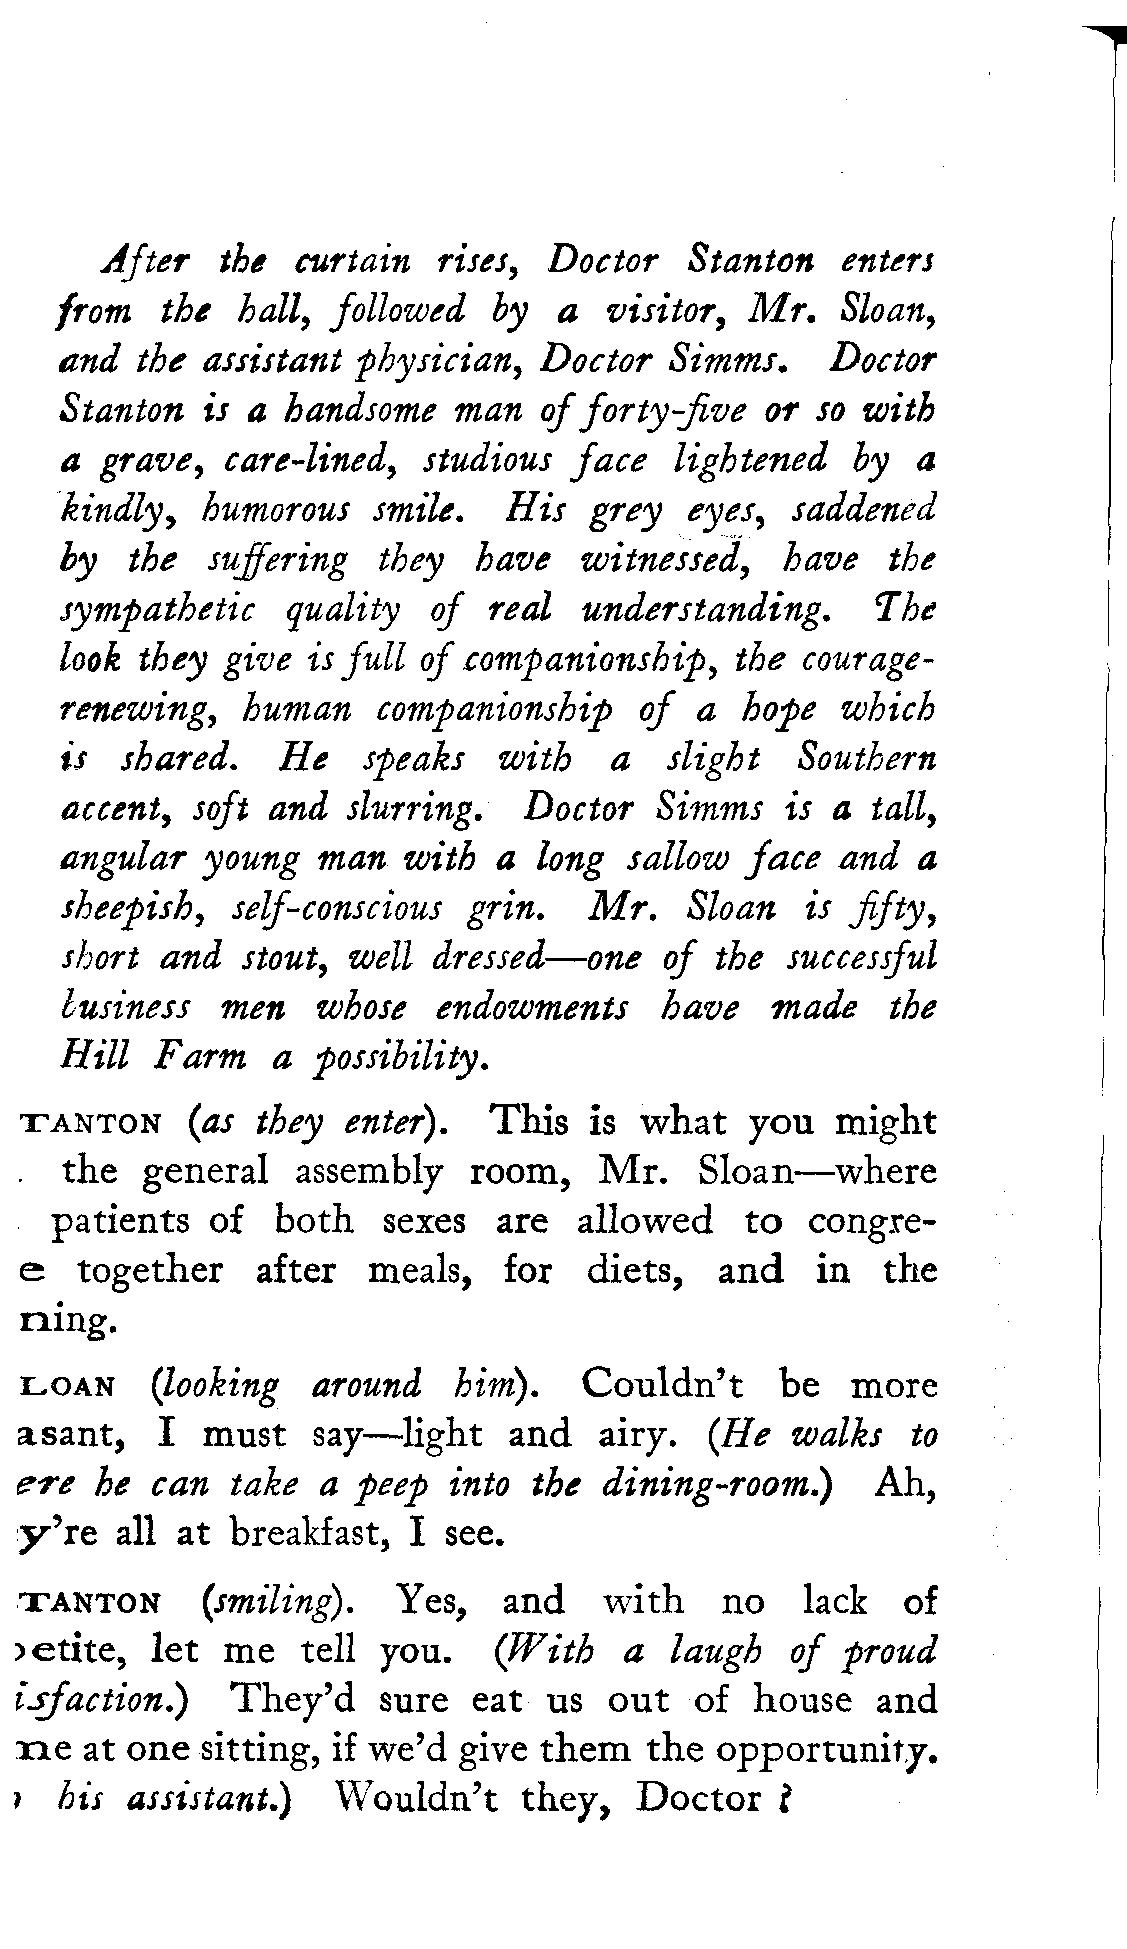 After the curtain rises, Doctor Stanton enters
from the hall, followed by a visitor, Mr. Sloan,
and the assistant physician, Doctor Simms. Doctor
Stanton is a handsome man of forty-five or so with
a grave, care-lined, studious face lightened by a
kindly, humorous smile. His grey eyes, saddened
by the suffering they have witnessed, have the
sympathetic quality of real understanding. The
look they give is full of companionship, the courage-
renewing, human companionship of a hope which
is shared. He speaks with a slight Southern
accent, soft and slurring. Doctor Simms is a tall,
angular young man with a long sallow face and a
sheepish, self-conscious grin. Mr. Sloan is fifty,
short and stout, well dressed—one of the successful
business men whose endowments have made the
Hill Farm a possibility.
TANTON (as they enter). This is what you might
the general assembly room, Mr. Sloan—where
patients of both sexes are allowed to congre-
e together after meals, for diets, and in the
ning.
LOAN (looking around him). Couldn't be more
asant, I must say—light and airy. (He walks to
ere he can take a peep into the dining-room.) Ah,
y're all at breakfast, I see.
TANTON (smiling). Yes, and with no lack of
etite, let me tell you. (With a laugh of proud
isfaction.) They'd sure eat us out of house and
me at one sitting, if we'd give them the opportunity.
his assistant.) Wouldn't they, Doctor ?